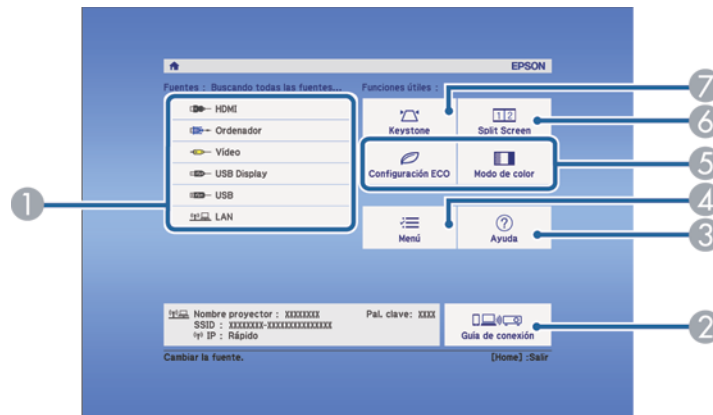 EPSON
Fuentes : Buscando todas las fuentes...
Funciones útiles :
HDMI
Ordenador
Vídeo
USB Display
USB
LAN
Keystone
Split Screen
Configuración ECO
Modo de color
Menú
Ayuda
Nombre proyector : XXXXXXXX
Pal. clave: XXXX
SSID : XXXXXXXX-XXXXXXXXXXXXXXX
IP : Rápido
Guía de conexión
Cambiar la fuente.
[Home] :Salir
1
7
6
5
4
3
2